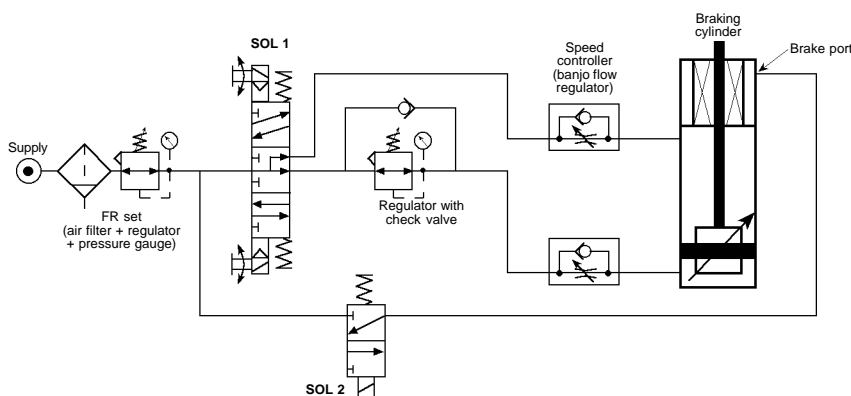 SOL 1
Braking
cylinder
Brake port
Speed
controller
(banjo flow
regulator)
Supply
FR set
(air filter + regulator
+ pressure gauge)
Regulator with
check valve
SOL 2